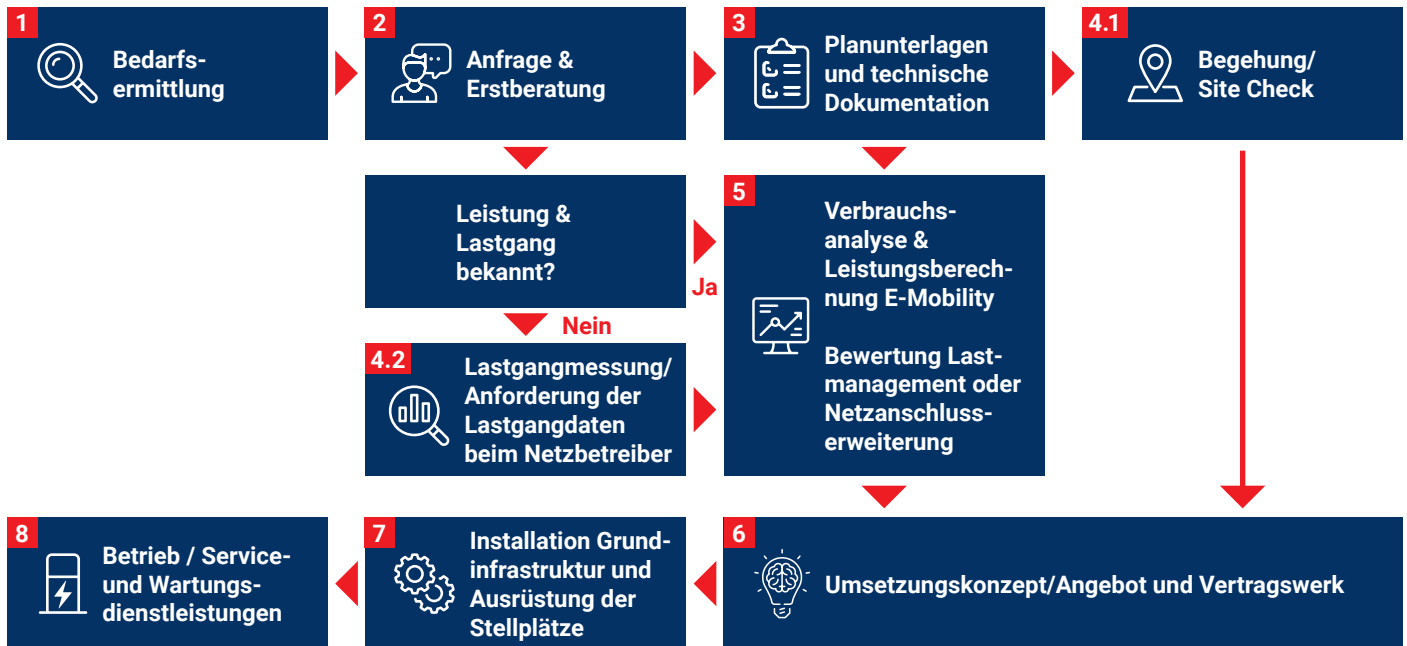 1
Bedarfs-
ermittlung
2
Anfrage &
Erstberatung
3
Planunterlagen
und technische
Dokumentation
4.1
Begehung/
Site Check
Leistung &
Lastgang
bekannt?
Ja
Nein
4.2
Lastgangmessung/
Anforderung der
Lastgangdaten
beim Netzbetreiber
5
Verbrauchs-
analyse &
Leistungsberech-
nung E-Mobility
Bewertung Last-
management oder
Netzanschluss-
erweiterung
6
Umsetzungskonzept/Angebot und Vertragswerk
7
Installation Grund-
infrastruktur und
Ausrüstung der
Stellplätze
8
Betrieb / Service-
und Wartungs-
dienstleistungen